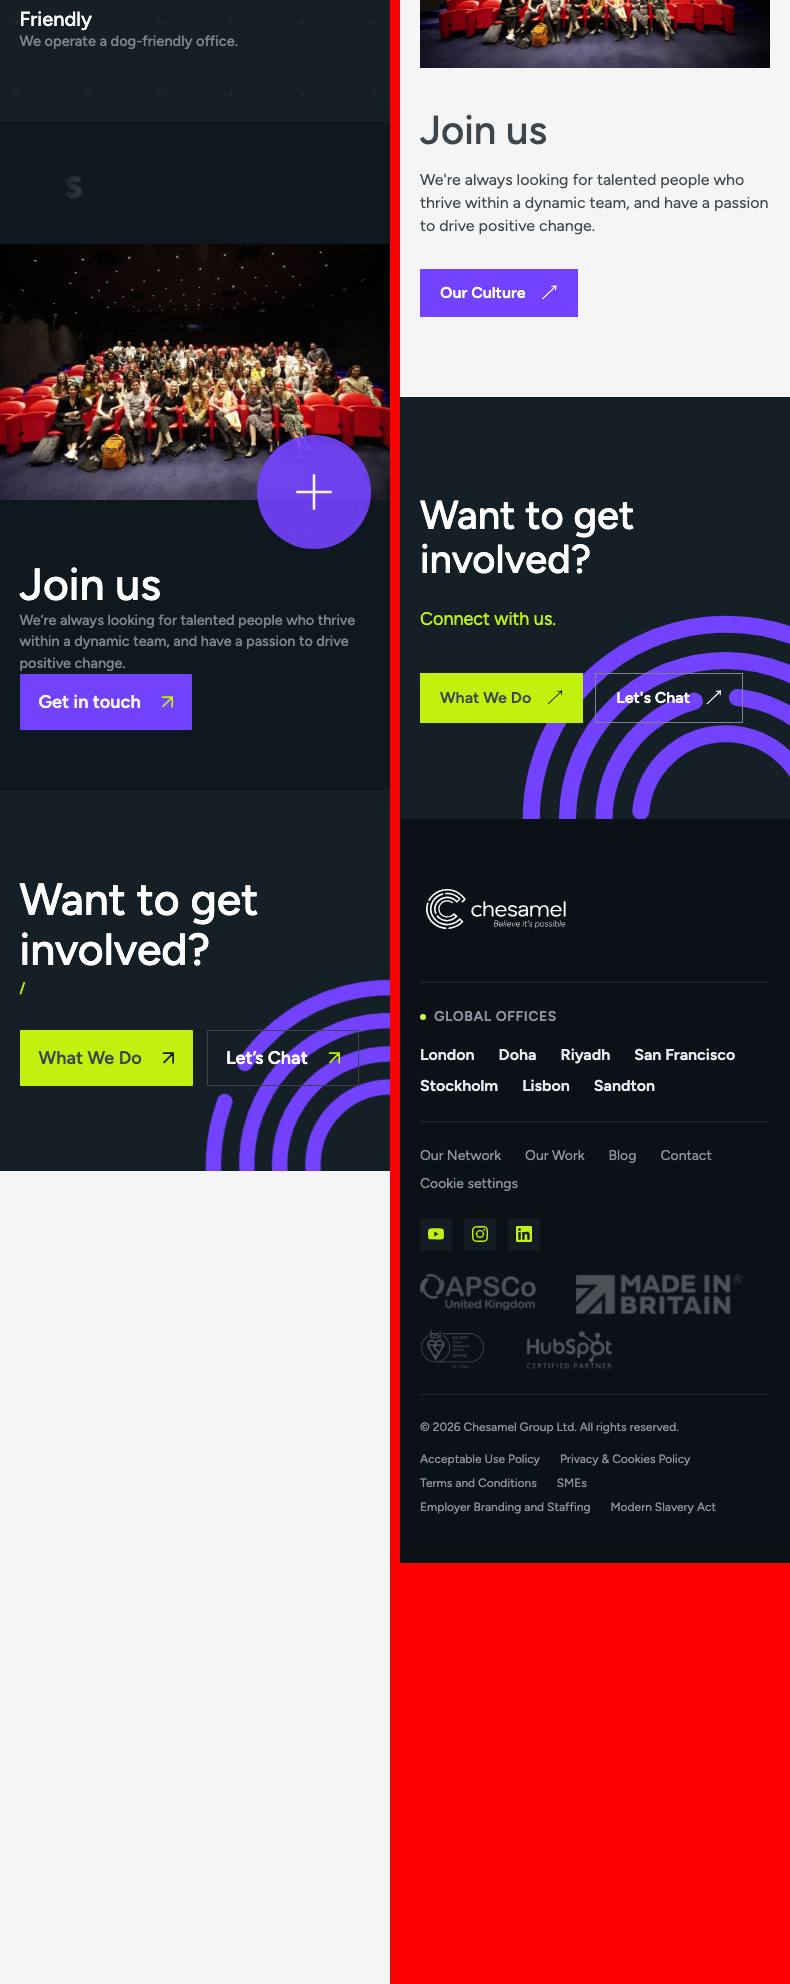 Friendly
We operate a dog-friendly office.
s
Join us
We’re always looking for talented people who thrive
within a dynamic team, and have a passion to drive
positive change.
Get in touch
Want to get
involved?
/
What We Do
Let’s Chat
Join us
We're always looking for talented people who
thrive within a dynamic team, and have a passion
to drive positive change.
Our Culture
Want to get
involved?
Connect with us.
What We Do
Let's Chat
chesamel
Believe it's possible
GLOBAL OFFICES
London Doha Riyadh San Francisco
Stockholm Lisbon Sandton
Our Network Our Work Blog Contact
Cookie settings
in
APSCo
United Kingdom
MADE IN ®
BRITAIN
bsi
HubSpot
CERTIFIED PARTNER
© 2026 Chesamel Group Ltd. All rights reserved.
Acceptable Use Policy Privacy & Cookies Policy
Terms and Conditions SMEs
Employer Branding and Staffing Modern Slavery Act